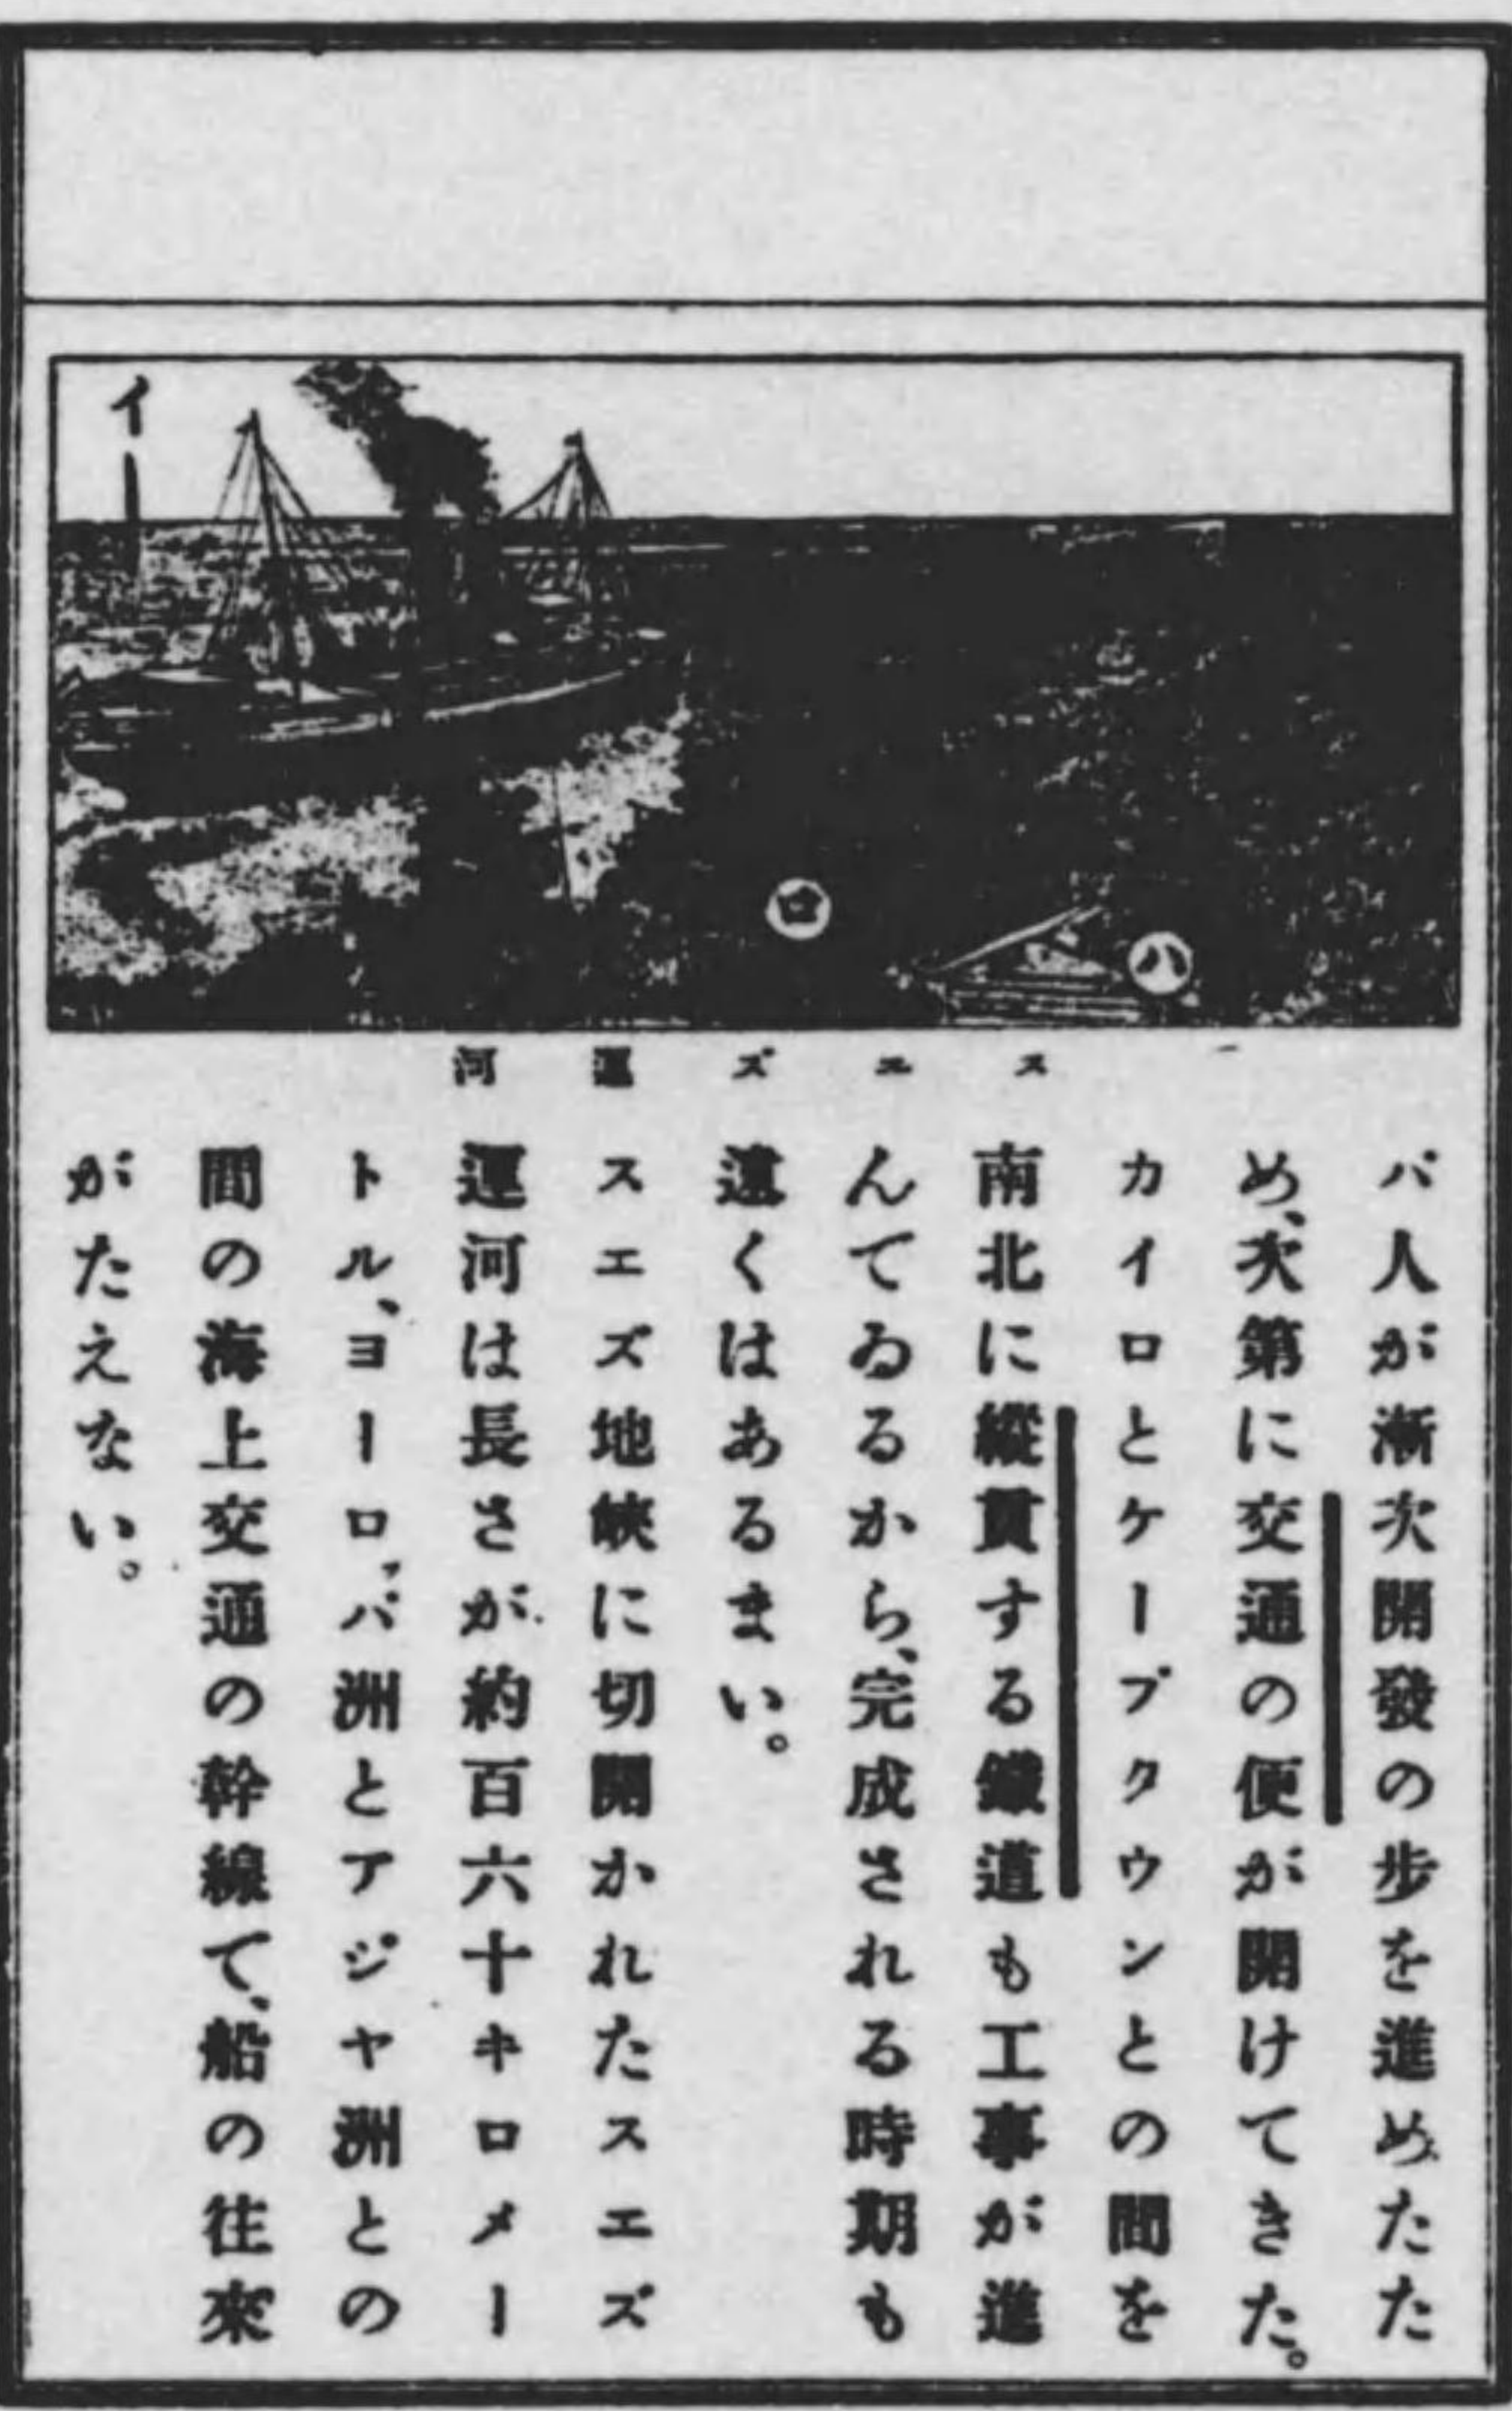 イ
ロ
ハ
スエズ運河
パ人が漸次開發の歩を進めたた
め、次第に交通の便が開けてきた。
カイロとケープタウンとの間を
南北に縱貫する鐵道も工事が進
んてゐるから、完成される時期も
遠くはあるまい。
スエズ地峽に切開かれたスエズ
運河は長さが約百六十キロメー
トル、ヨーロッパ洲とアジヤ洲との
間の海上交通の幹線て、船の往來
がたえない。